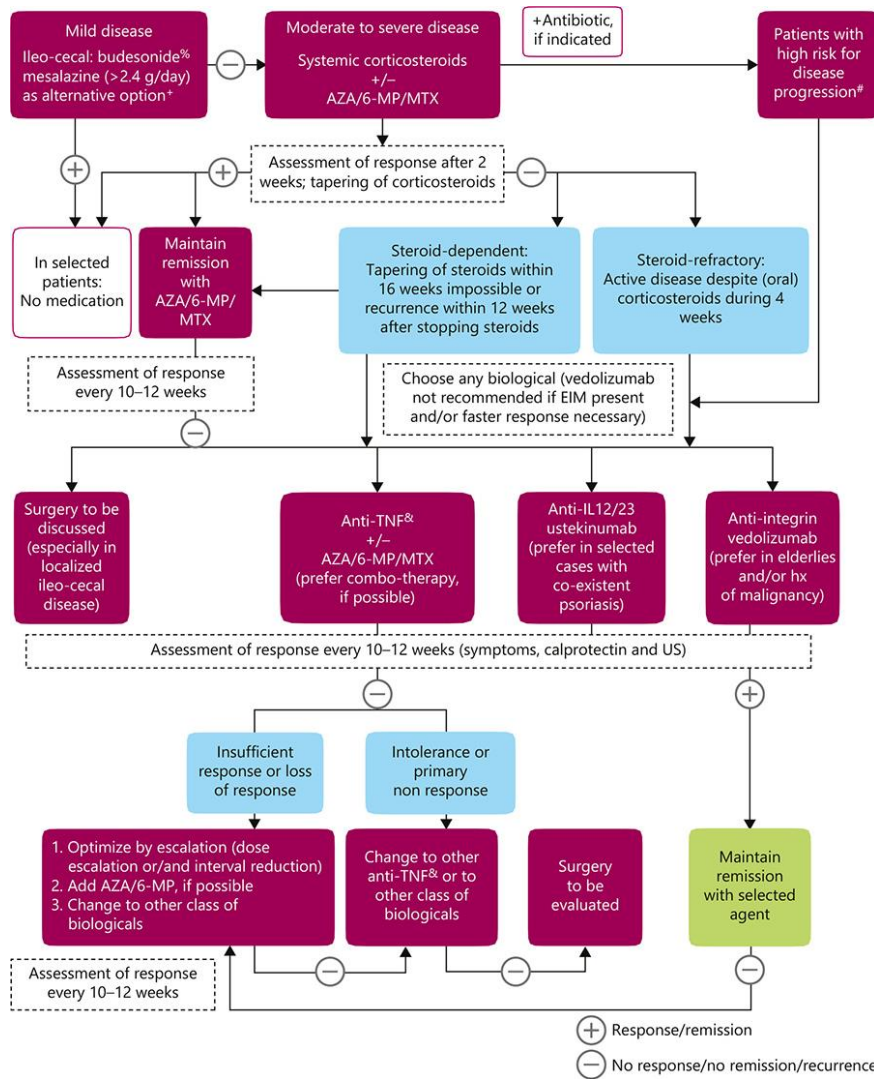 Mild disease
Ileo-cecal: budesonide%
mesalazine (>2.4 g/day)
as alternative option+
Moderate to severe disease
Systemic corticosteroids
+/–
AZA/6-MP/MTX
+Antibiotic,
if indicated
Patients with
high risk for
disease
progression#
Assessment of response after 2
weeks; tapering of corticosteroids
In selected
patients:
No medication
Maintain
remission
with
AZA/6-MP/
MTX
Steroid-dependent:
Tapering of steroids within
16 weeks impossible or
recurrence within 12 weeks
after stopping steroids
Steroid-refractory:
Active disease despite (oral)
corticosteroids during 4
weeks
Assessment of response
every 10–12 weeks
Choose any biological (vedolizumab
not recommended if EIM present
and/or faster response necessary)
Surgery to be
discussed
(especially in
localized
ileo-cecal
disease)
Anti-TNF&
+/–
AZA/6-MP/MTX
(prefer combo-therapy,
if possible)
Anti-IL12/23
ustekinumab
(prefer in selected
cases with
co-existent
psoriasis)
Anti-integrin
vedolizumab
(prefer in elderlies
and/or hx
of malignancy)
Assessment of response every 10–12 weeks (symptoms, calprotectin and US)
Insufficient
response or loss
of response
Intolerance or
primary
non response
1. Optimize by escalation (dose
escalation or/and interval reduction)
2. Add AZA/6-MP, if possible
3. Change to other class of
biologicals
Change to other
anti-TNF& or to
other class of
biologicals
Surgery
to be
evaluated
Maintain
remission
with selected
agent
Assessment of response
every 10–12 weeks
+ Response/remission
– No response/no remission/recurrence